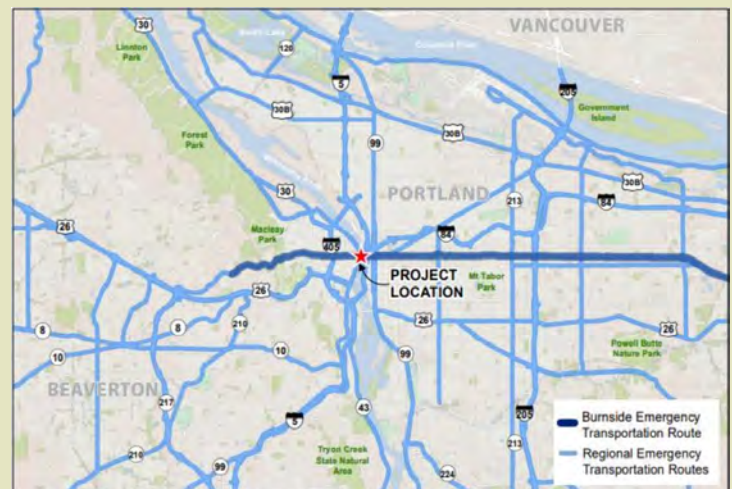 30
VANCOUVER
Linnton
Park
120
Columbia River
5
205
Government
Island
30B
99
30B
Forest
Park
30B
30
PORTLAND
213
84
26
Macleay
Park
405
84
PROJECT
LOCATION
Mt Tabor
Park
26
26
8
8
210
99
Powell Butte
Nature Park
10
10
BEAVERTON
217
5
43
205
213
210
99
Tryon Creek
State Natural
Area
224
Burnside Emergency
Transportation Route
Regional Emergency
Transportation Routes